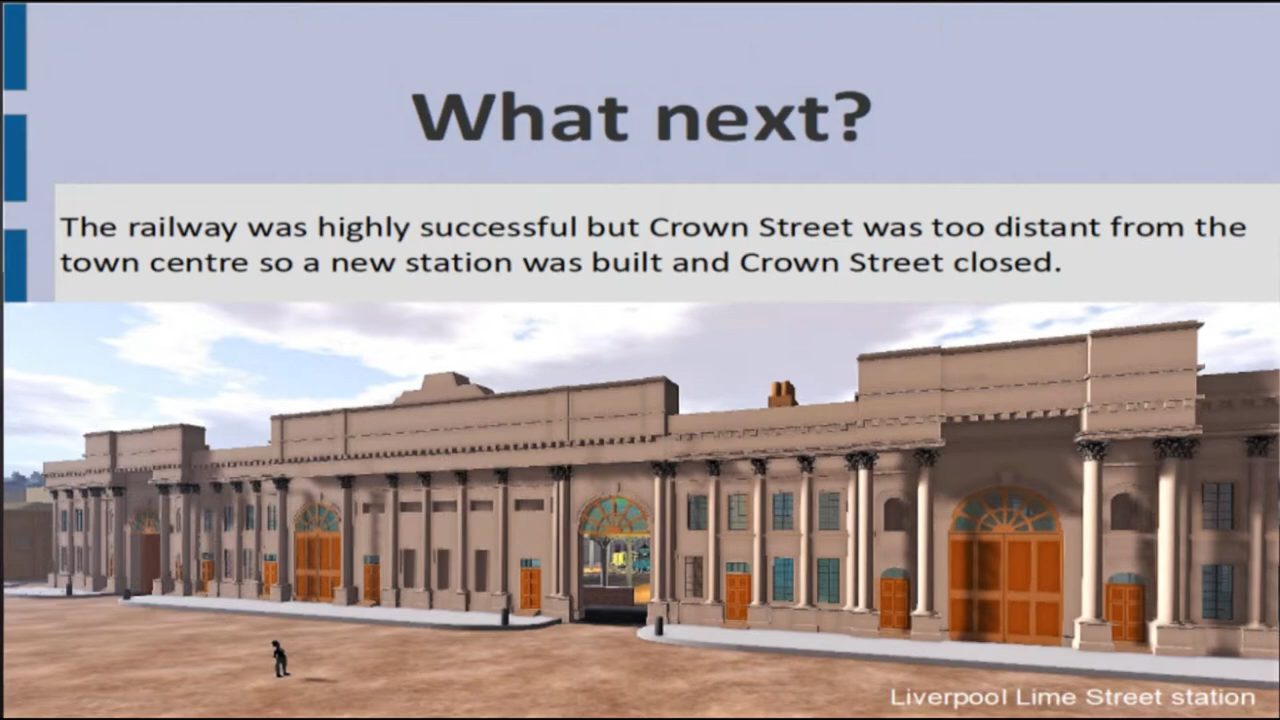 What next?
The railway was highly successful but Crown Street was too distant from the
town centre so a new station was built and Crown Street closed.
Liverpool Lime Street station